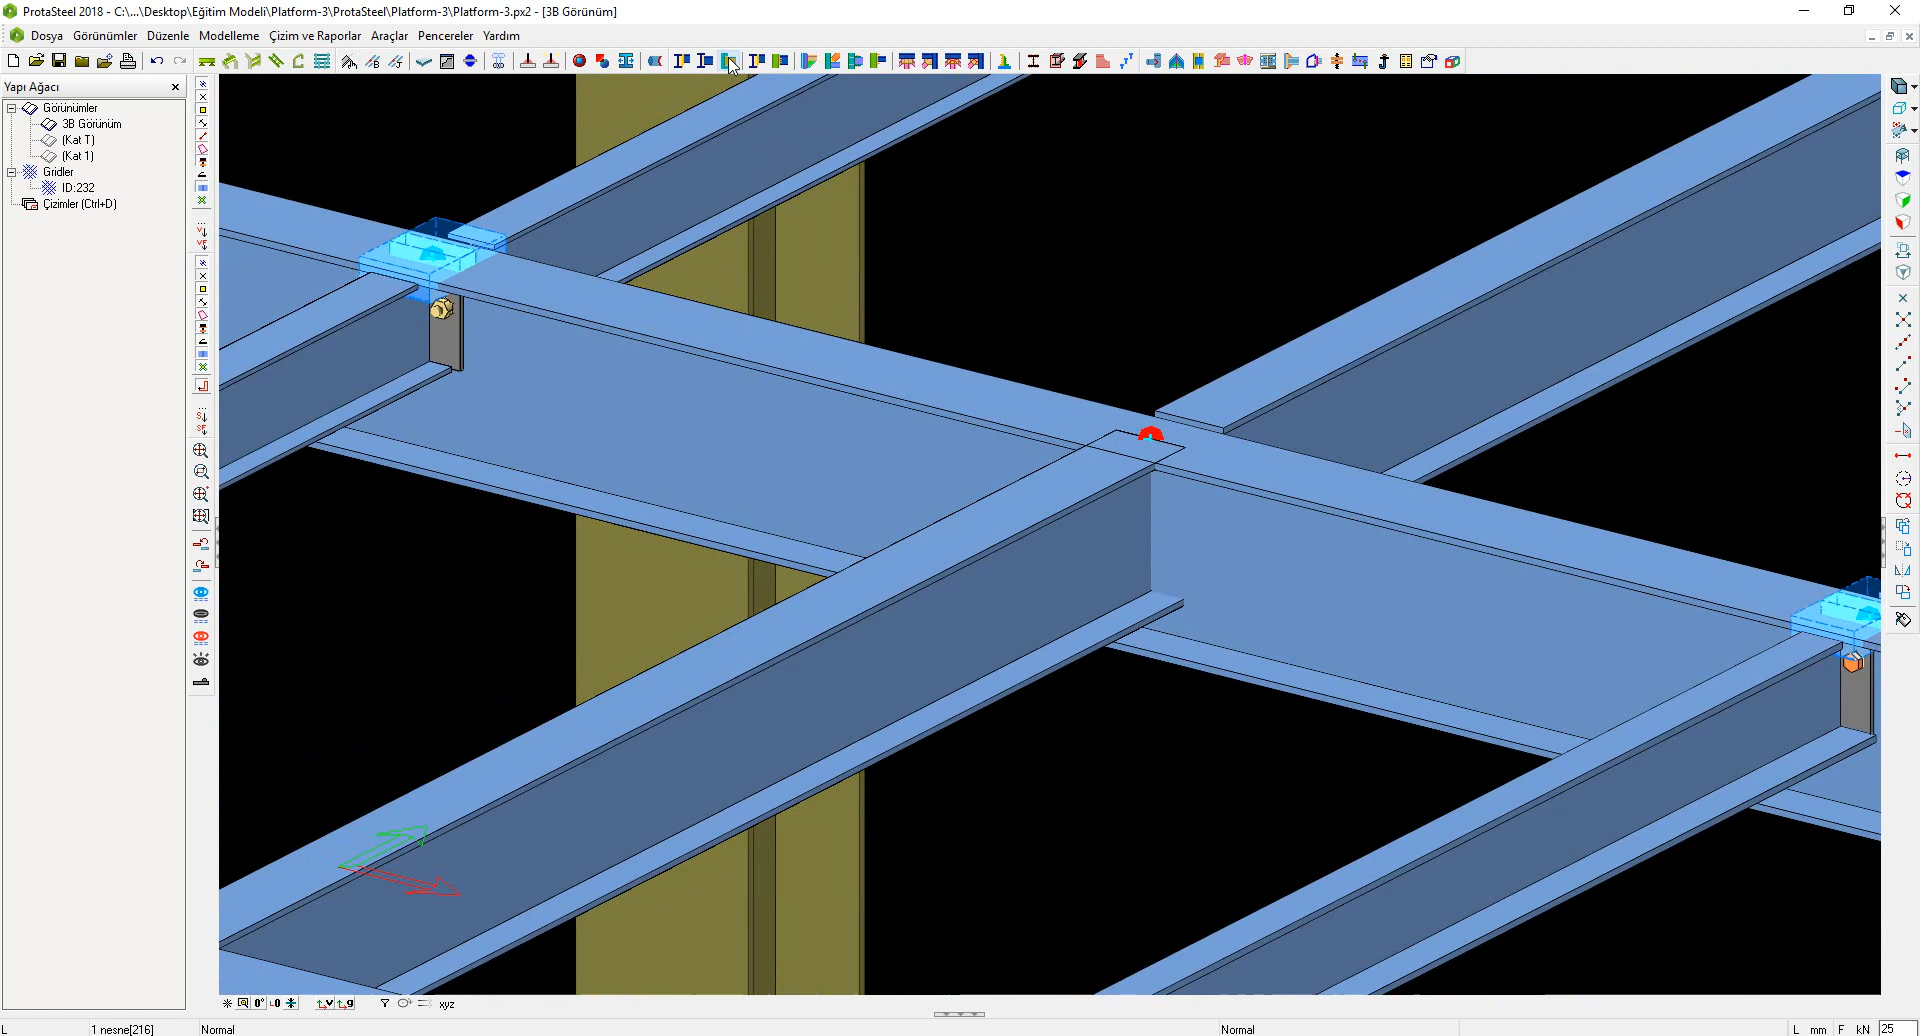 ProtaSteel 2018 - C:\...\Desktop\Eğitim Modeli\Platform-3\ProtaSteel\Platform-3\Platform-3.px2 - [3B Görünüm]
Dosya Görünümler Düzenle Modelleme Çizim ve Raporlar Araçlar Pencereler Yardım
Yapı Ağacı
Görünümler
3B Görünüm
(Kat T)
(Kat 1)
Gridler
ID:232
Çizimler (Ctrl+D)
xyz
L 1 nesne[216] Normal Normal L mm F kN 25